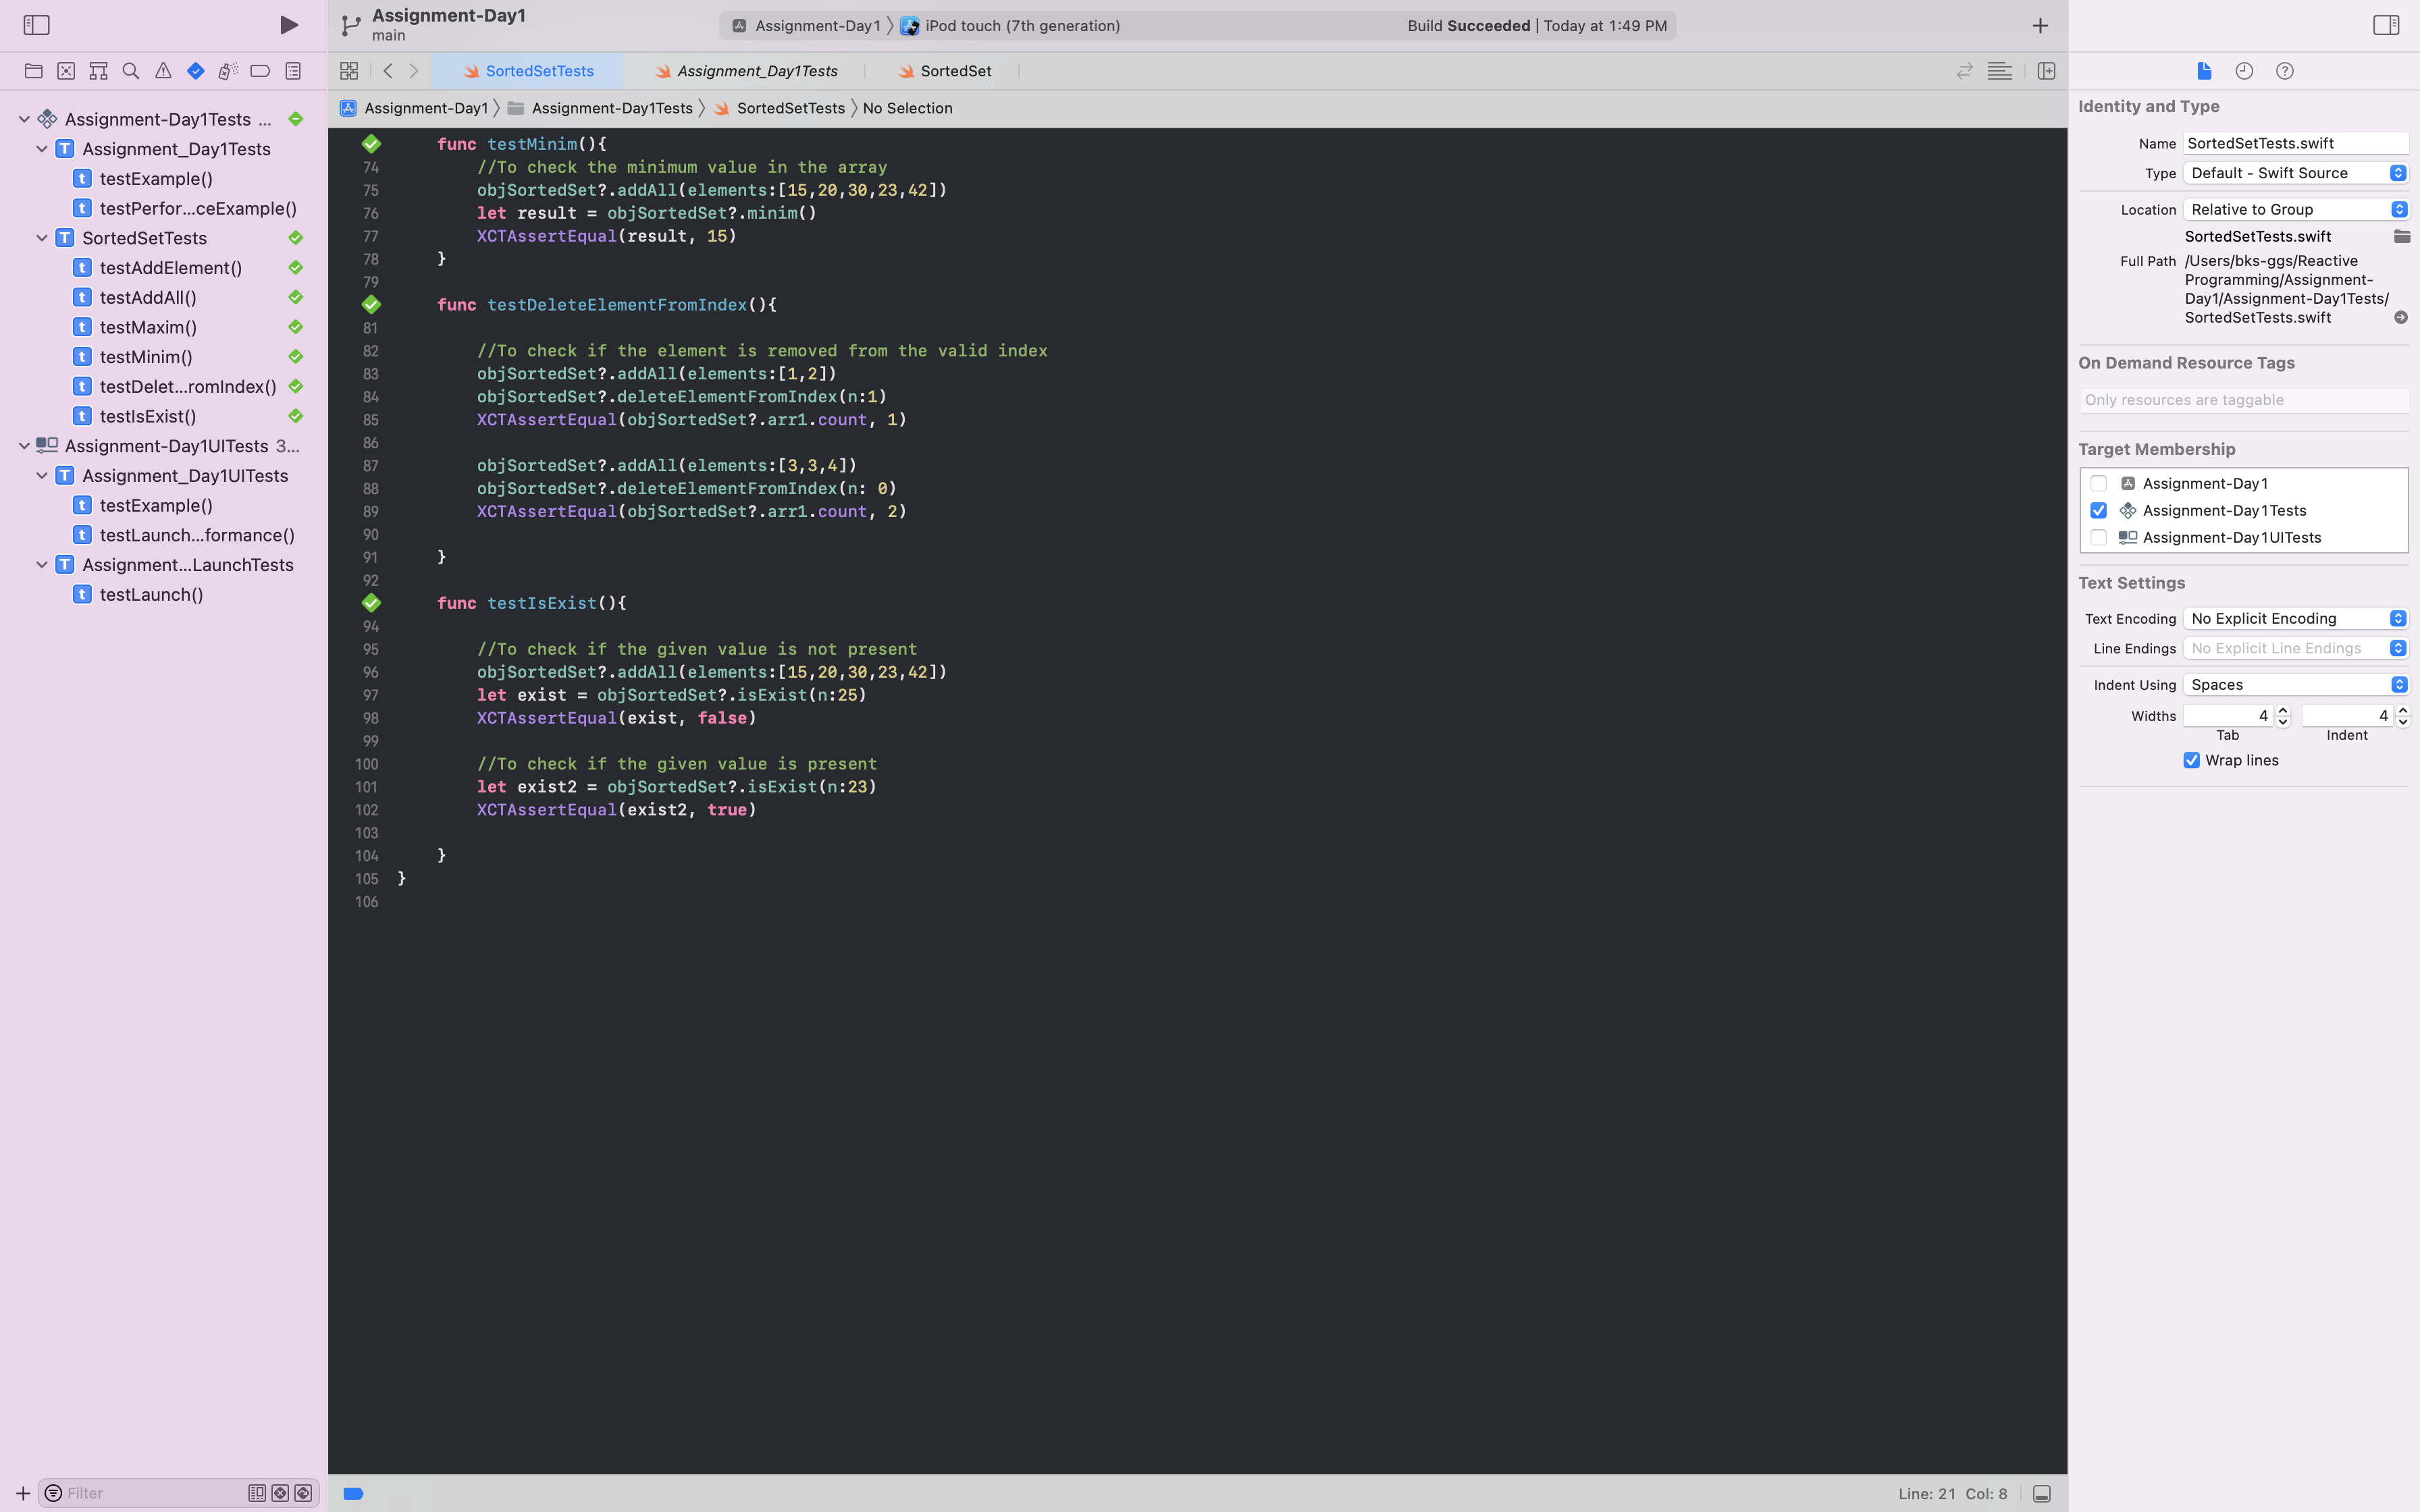 Assignment-Day1
main
Assignment-Day1 iPod touch (7th generation)
Build Succeeded | Today at 1:49 PM
SortedSetTests
Assignment_Day1Tests
SortedSet
Assignment-Day1 Assignment-Day1Tests SortedSetTests No Selection
Assignment-Day1Tests ...
Assignment_Day1Tests
testExample()
testPerfor...ceExample()
SortedSetTests
testAddElement()
testAddAll()
testMaxim()
testMinim()
testDelet...romIndex()
testIsExist()
Assignment-Day1UITests 3...
Assignment_Day1UITests
testExample()
testLaunch...formance()
Assignment...LaunchTests
testLaunch()
Filter
func testMinim(){
74 //To check the minimum value in the array
75 objSortedSet?.addAll(elements:[15,20,30,23,42])
76 let result = objSortedSet?.minim()
77 XCTAssertEqual(result, 15)
78 }
79
func testDeleteElementFromIndex(){
81
82 //To check if the element is removed from the valid index
83 objSortedSet?.addAll(elements:[1,2])
84 objSortedSet?.deleteElementFromIndex(n:1)
85 XCTAssertEqual(objSortedSet?.arr1.count, 1)
86
87 objSortedSet?.addAll(elements:[3,3,4])
88 objSortedSet?.deleteElementFromIndex(n: 0)
89 XCTAssertEqual(objSortedSet?.arr1.count, 2)
90
91 }
92
func testIsExist(){
94
95 //To check if the given value is not present
96 objSortedSet?.addAll(elements:[15,20,30,23,42])
97 let exist = objSortedSet?.isExist(n:25)
98 XCTAssertEqual(exist, false)
99
100 //To check if the given value is present
101 let exist2 = objSortedSet?.isExist(n:23)
102 XCTAssertEqual(exist2, true)
103
104 }
105 }
106
Line: 21 Col: 8
Identity and Type
Name SortedSetTests.swift
Type Default - Swift Source
Location Relative to Group
SortedSetTests.swift
Full Path /Users/bks-ggs/Reactive
Programming/Assignment-
Day1/Assignment-Day1Tests/
SortedSetTests.swift
On Demand Resource Tags
Only resources are taggable
Target Membership
Assignment-Day1
Assignment-Day1Tests
Assignment-Day1UITests
Text Settings
Text Encoding No Explicit Encoding
Line Endings No Explicit Line Endings
Indent Using Spaces
Widths 4 4
Tab Indent
Wrap lines